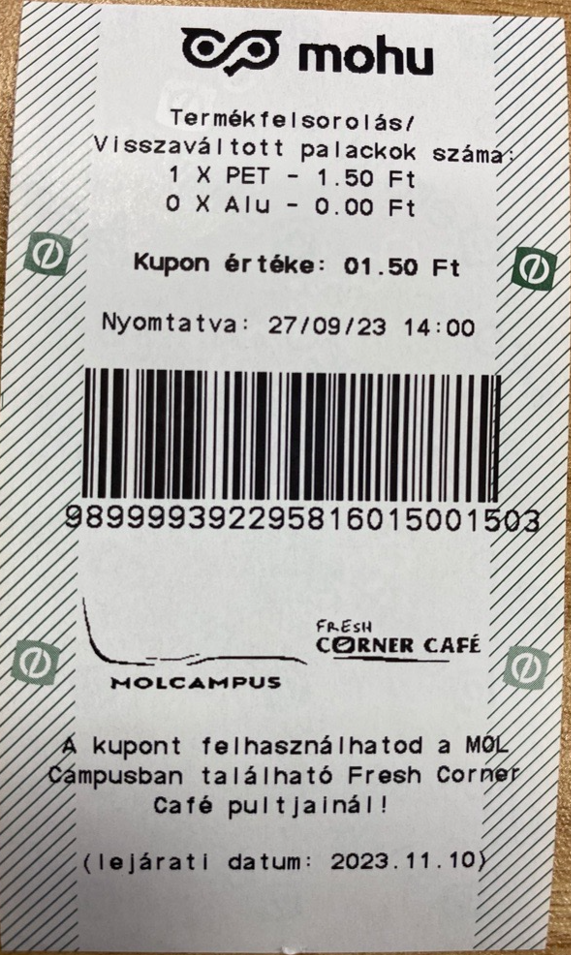 mohu
Termékfelsorolás/
Visszaváltott palackok száma:
1 X PET - 1.50 Ft
0 X Alu - 0.00 Ft
Kupon értéke: 01.50 Ft
Nyomtatva: 27/09/23 14:00
989999392295816015001503
FRESH
CORNER CAFÉ
MOLCAMPUS
A kupont felhasználhatod a MOL
Campusban található Fresh Corner
Café pultjainál!
(lejárati datum: 2023.11.10)